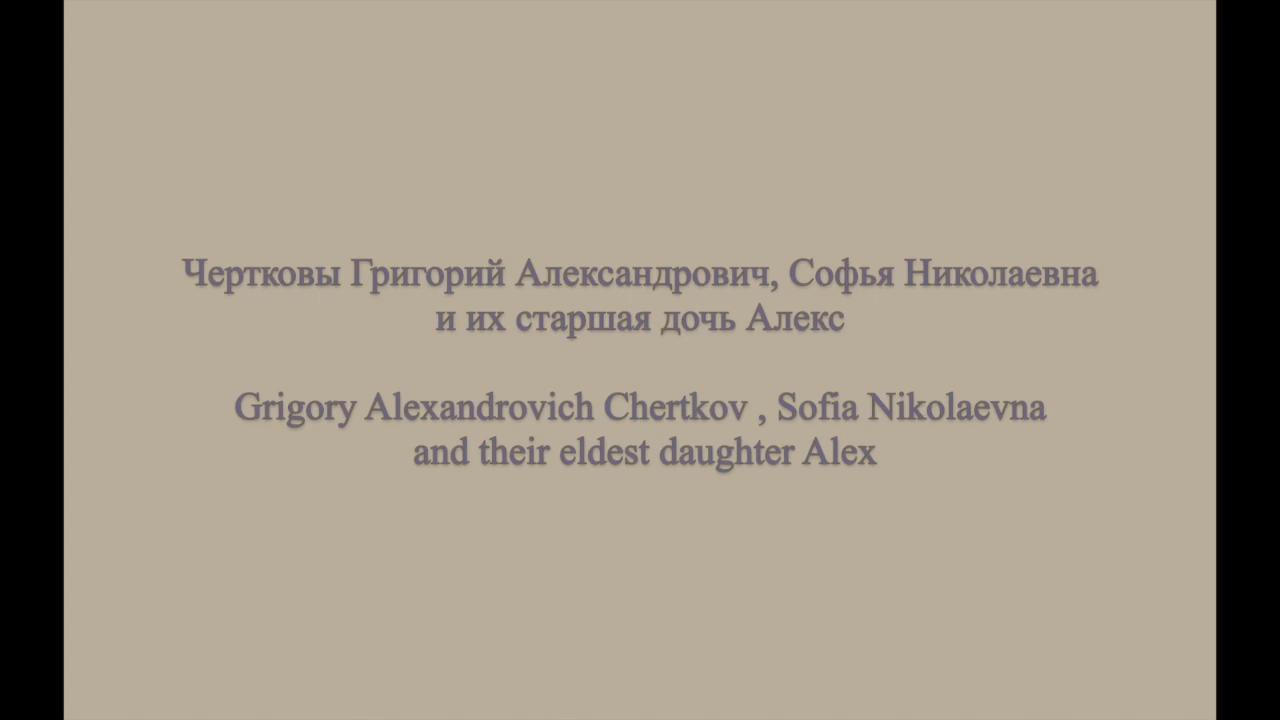 Чертковы Григорий Александрович, Софья Николаевна
и их старшая дочь Алекс
Grigory Alexandrovich Chertkov , Sofia Nikolaevna
and their eldest daughter Alex